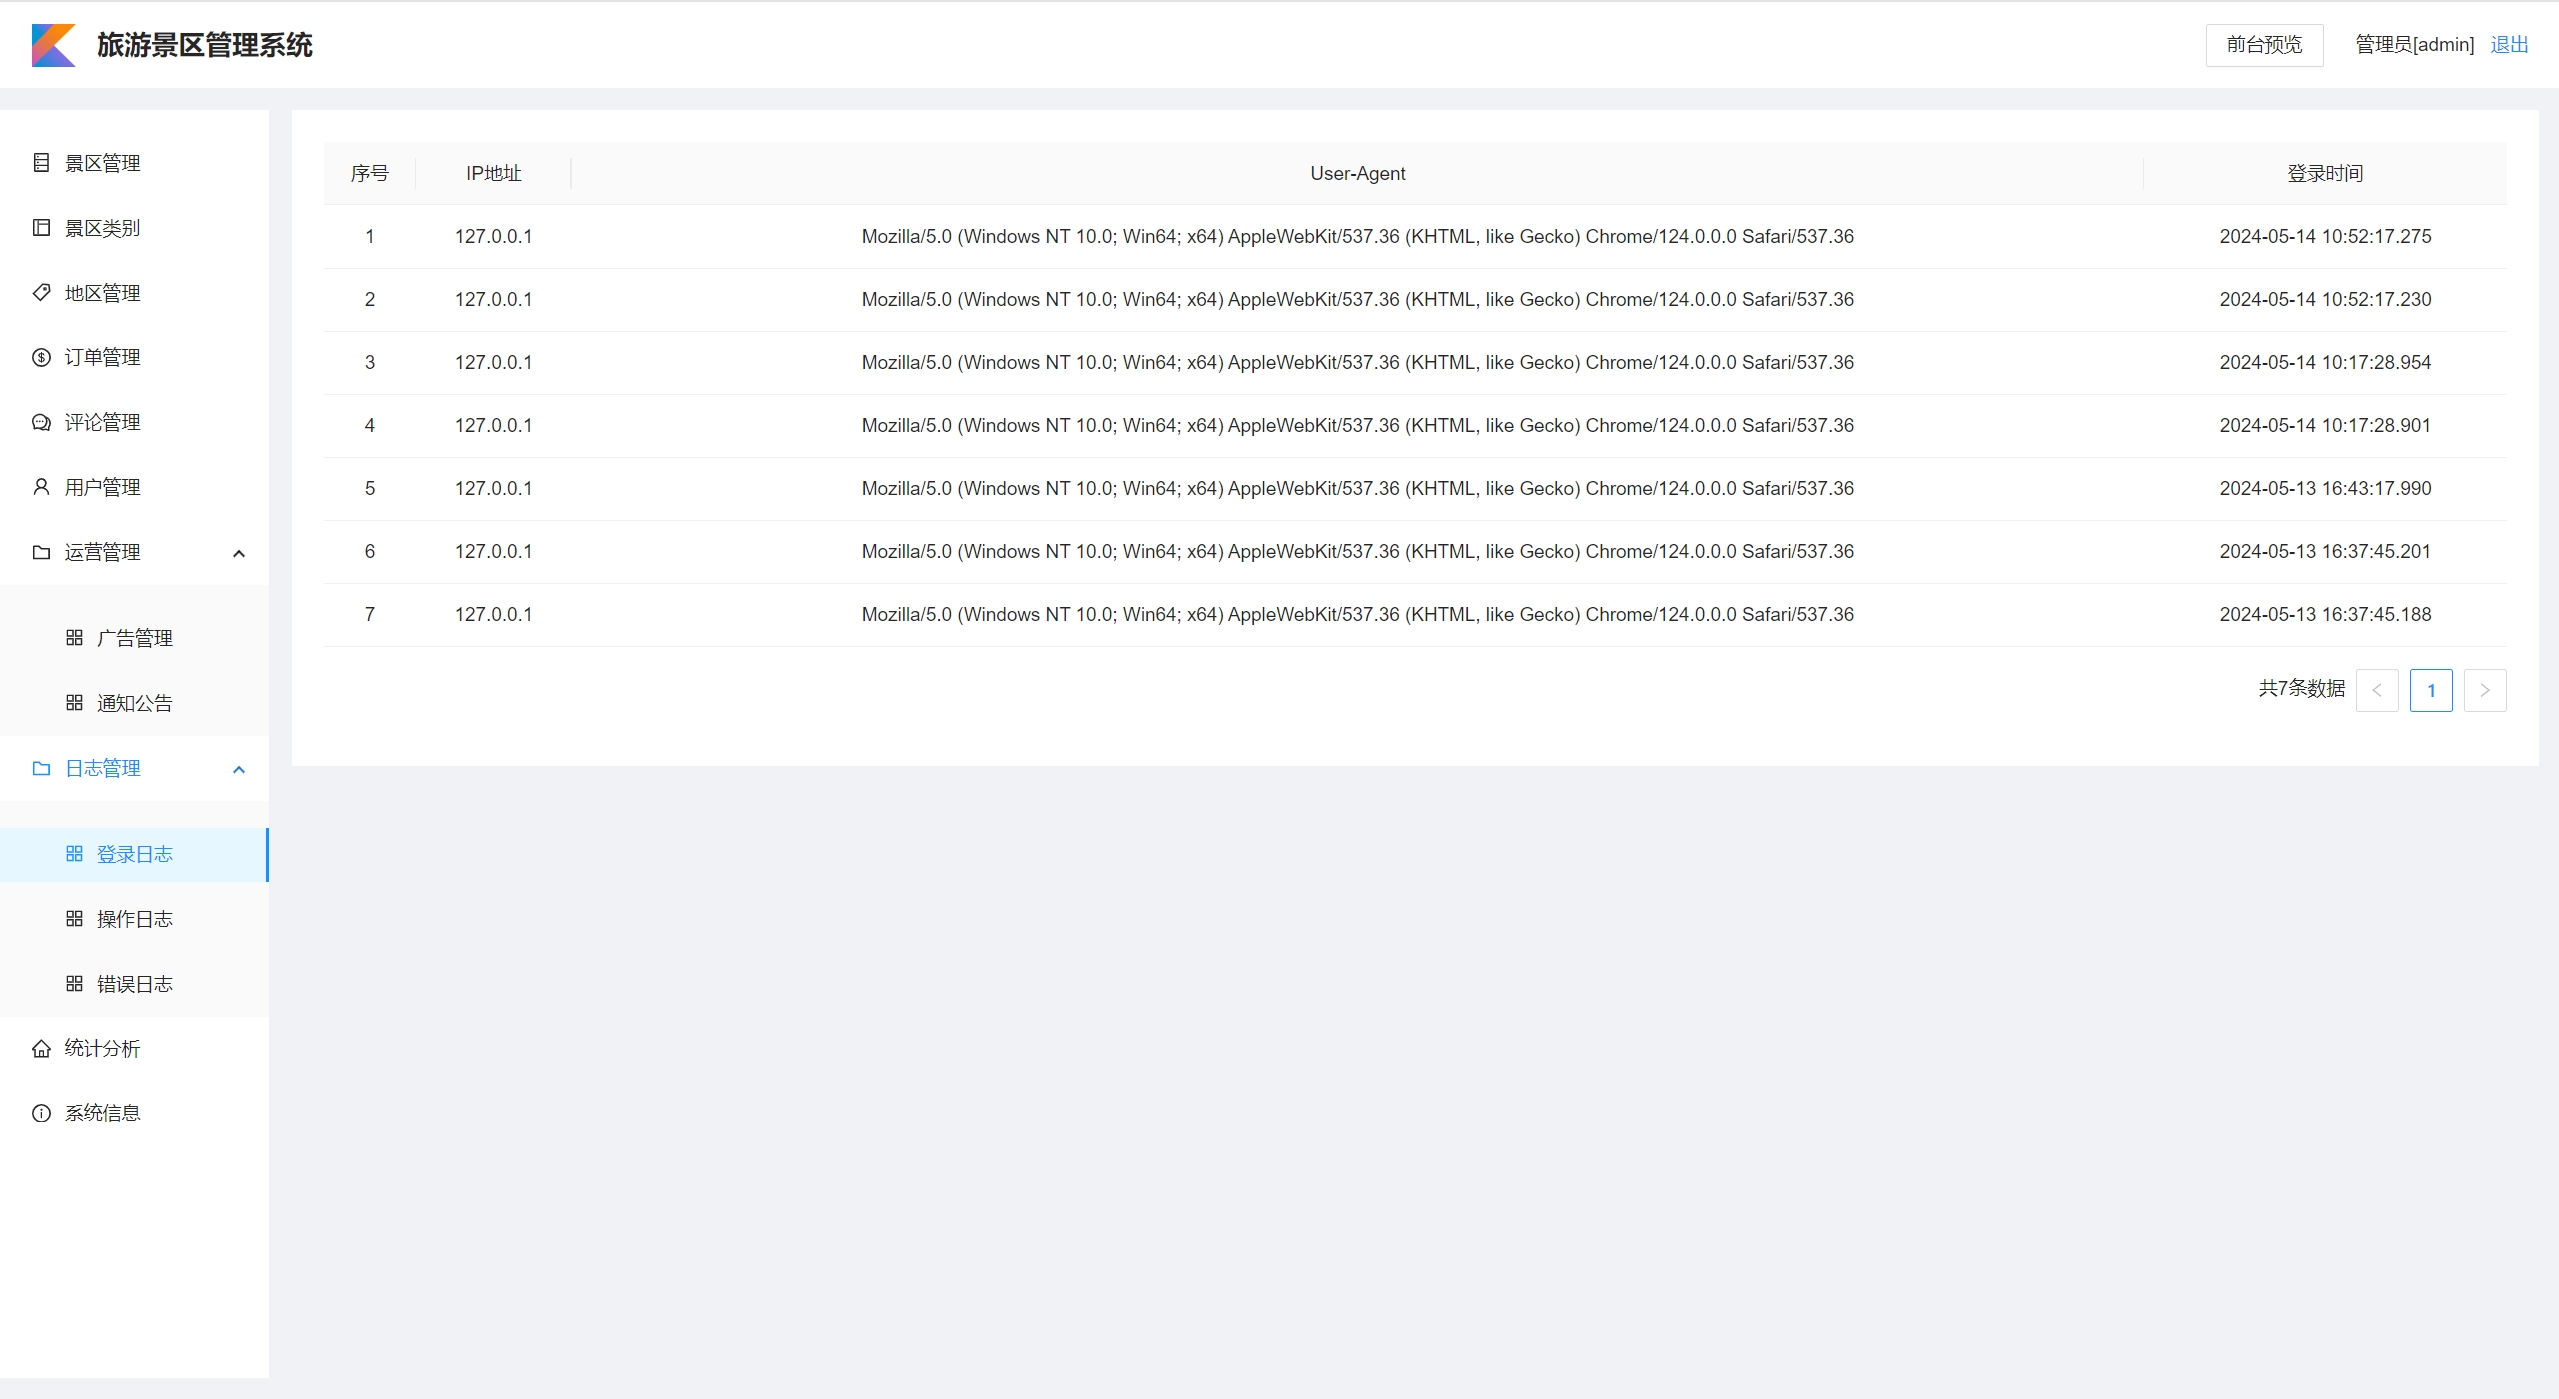 旅游景区管理系统
前台预览 管理员[admin] 退出
景区管理
景区类别
地区管理
订单管理
评论管理
用户管理
运营管理
广告管理
通知公告
日志管理
登录日志
操作日志
错误日志
统计分析
系统信息
序号 IP地址 User-Agent 登录时间
1 127.0.0.1 Mozilla/5.0 (Windows NT 10.0; Win64; x64) AppleWebKit/537.36 (KHTML, like Gecko) Chrome/124.0.0.0 Safari/537.36 2024-05-14 10:52:17.275
2 127.0.0.1 Mozilla/5.0 (Windows NT 10.0; Win64; x64) AppleWebKit/537.36 (KHTML, like Gecko) Chrome/124.0.0.0 Safari/537.36 2024-05-14 10:52:17.230
3 127.0.0.1 Mozilla/5.0 (Windows NT 10.0; Win64; x64) AppleWebKit/537.36 (KHTML, like Gecko) Chrome/124.0.0.0 Safari/537.36 2024-05-14 10:17:28.954
4 127.0.0.1 Mozilla/5.0 (Windows NT 10.0; Win64; x64) AppleWebKit/537.36 (KHTML, like Gecko) Chrome/124.0.0.0 Safari/537.36 2024-05-14 10:17:28.901
5 127.0.0.1 Mozilla/5.0 (Windows NT 10.0; Win64; x64) AppleWebKit/537.36 (KHTML, like Gecko) Chrome/124.0.0.0 Safari/537.36 2024-05-13 16:43:17.990
6 127.0.0.1 Mozilla/5.0 (Windows NT 10.0; Win64; x64) AppleWebKit/537.36 (KHTML, like Gecko) Chrome/124.0.0.0 Safari/537.36 2024-05-13 16:37:45.201
7 127.0.0.1 Mozilla/5.0 (Windows NT 10.0; Win64; x64) AppleWebKit/537.36 (KHTML, like Gecko) Chrome/124.0.0.0 Safari/537.36 2024-05-13 16:37:45.188
共7条数据 1